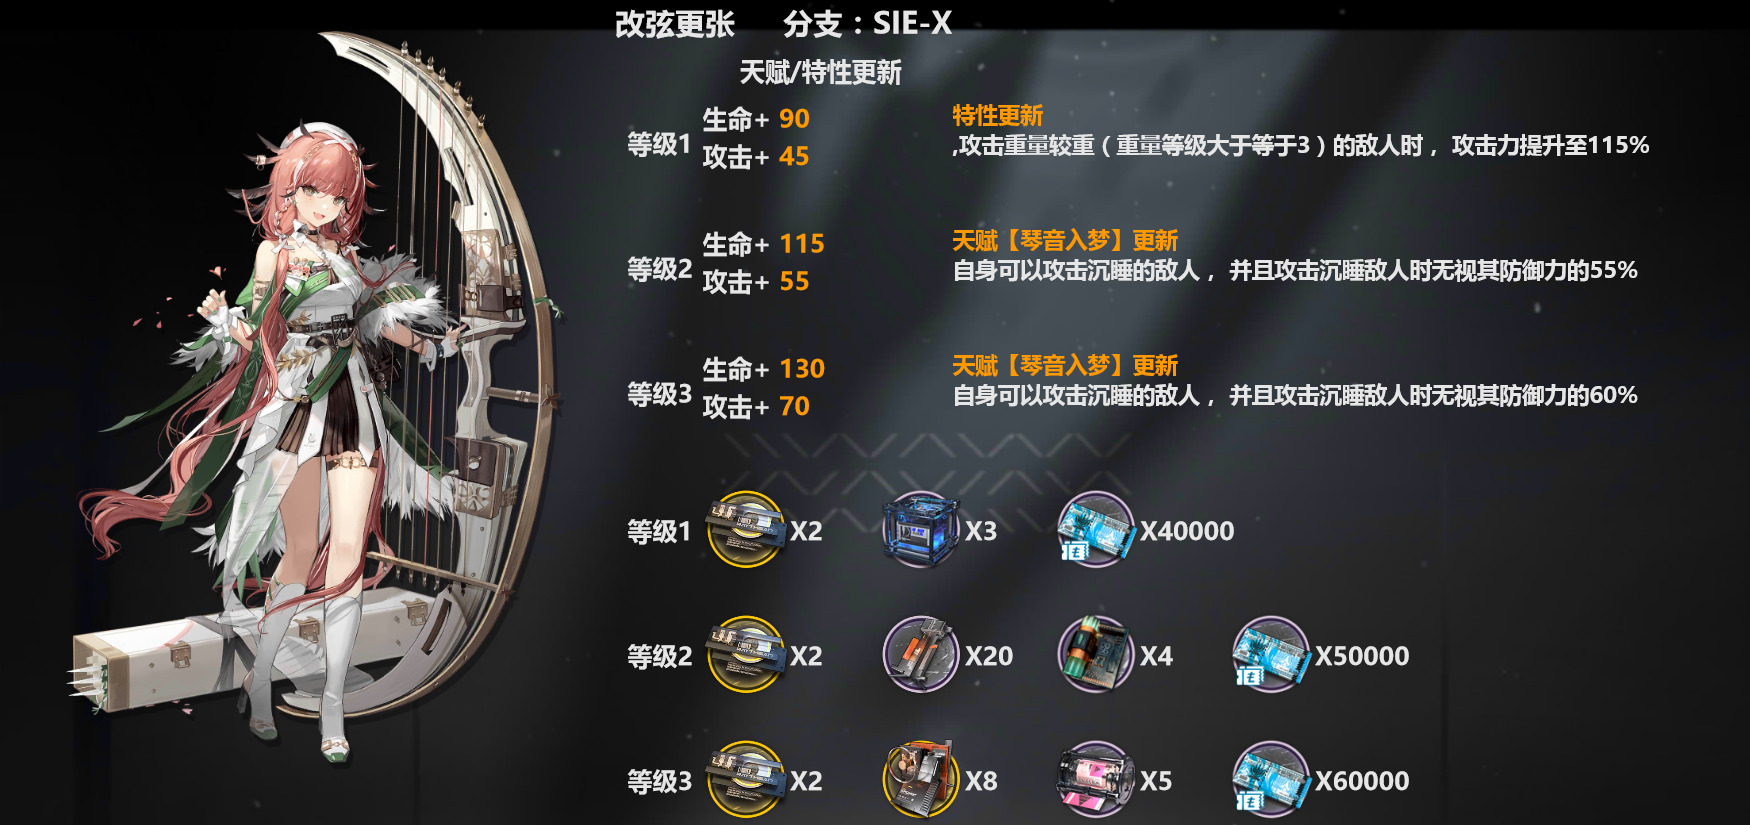 改弦更张 分支：SIE-X
天赋/特性更新
等级1
生命+ 90
攻击+ 45
特性更新
,攻击重量较重（重量等级大于等于3）的敌人时，攻击力提升至115%
等级2
生命+ 115
攻击+ 55
天赋【琴音入梦】更新
自身可以攻击沉睡的敌人，并且攻击沉睡敌人时无视其防御力的55%
等级3
生命+ 130
攻击+ 70
天赋【琴音入梦】更新
自身可以攻击沉睡的敌人，并且攻击沉睡敌人时无视其防御力的60%
等级1 X2 X3 X40000
等级2 X2 X20 X4 X50000
等级3 X2 X8 X5 X60000